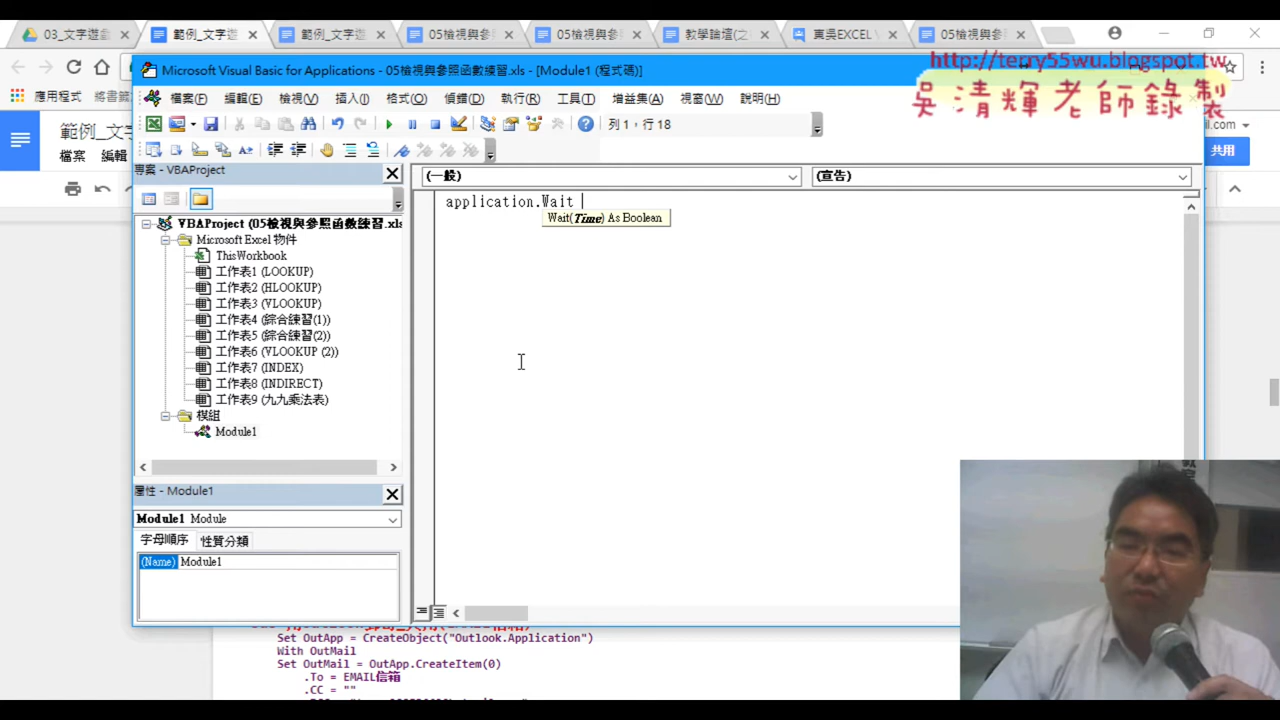 03_文字遊戲
範例_文字遊
範例_文字遊
05檢視與參
05檢視與參照
教學論壇(之
東吳EXCEL V
05檢視與參
http://terry55wu.blogspot.tw
吳清輝老師錄製
Microsoft Visual Basic for Applications - 05檢視與參照函數練習.xls - [Module1 (程式碼)]
應用程式
檔案(F) 編輯(E) 檢視(V) 插入(I) 格式(O) 偵錯(D) 執行(R) 工具(T) 增益集(A) 視窗(W) 說明(H)
範例_文字
檔案 編輯
列 1，行 18
共用
專案 - VBAProject
(一般) (宣告)
application.Wait
Wait(Time) As Boolean
VBAProject (05檢視與參照函數練習.xls
Microsoft Excel 物件
ThisWorkbook
工作表1 (LOOKUP)
工作表2 (HLOOKUP)
工作表3 (VLOOKUP)
工作表4 (綜合練習(1))
工作表5 (綜合練習(2))
工作表6 (VLOOKUP (2))
工作表7 (INDEX)
工作表8 (INDIRECT)
工作表9 (九九乘法表)
模組
Module1
屬性 - Module1
Module1 Module
字母順序 性質分類
(Name) Module1
Set OutApp = CreateObject("Outlook.Application")
With OutMail
Set OutMail = OutApp.CreateItem(0)
.To = EMAIL信箱
.CC = ""